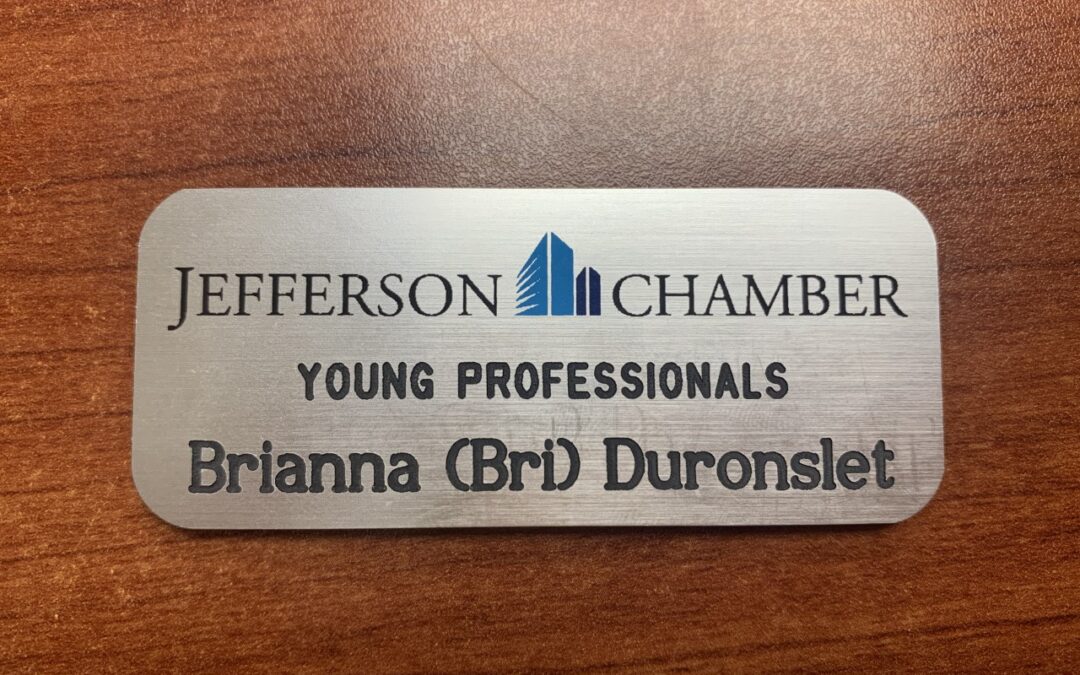 JEFFERSON CHAMBER
YOUNG PROFESSIONALS
Brianna (Bri) Duronslet